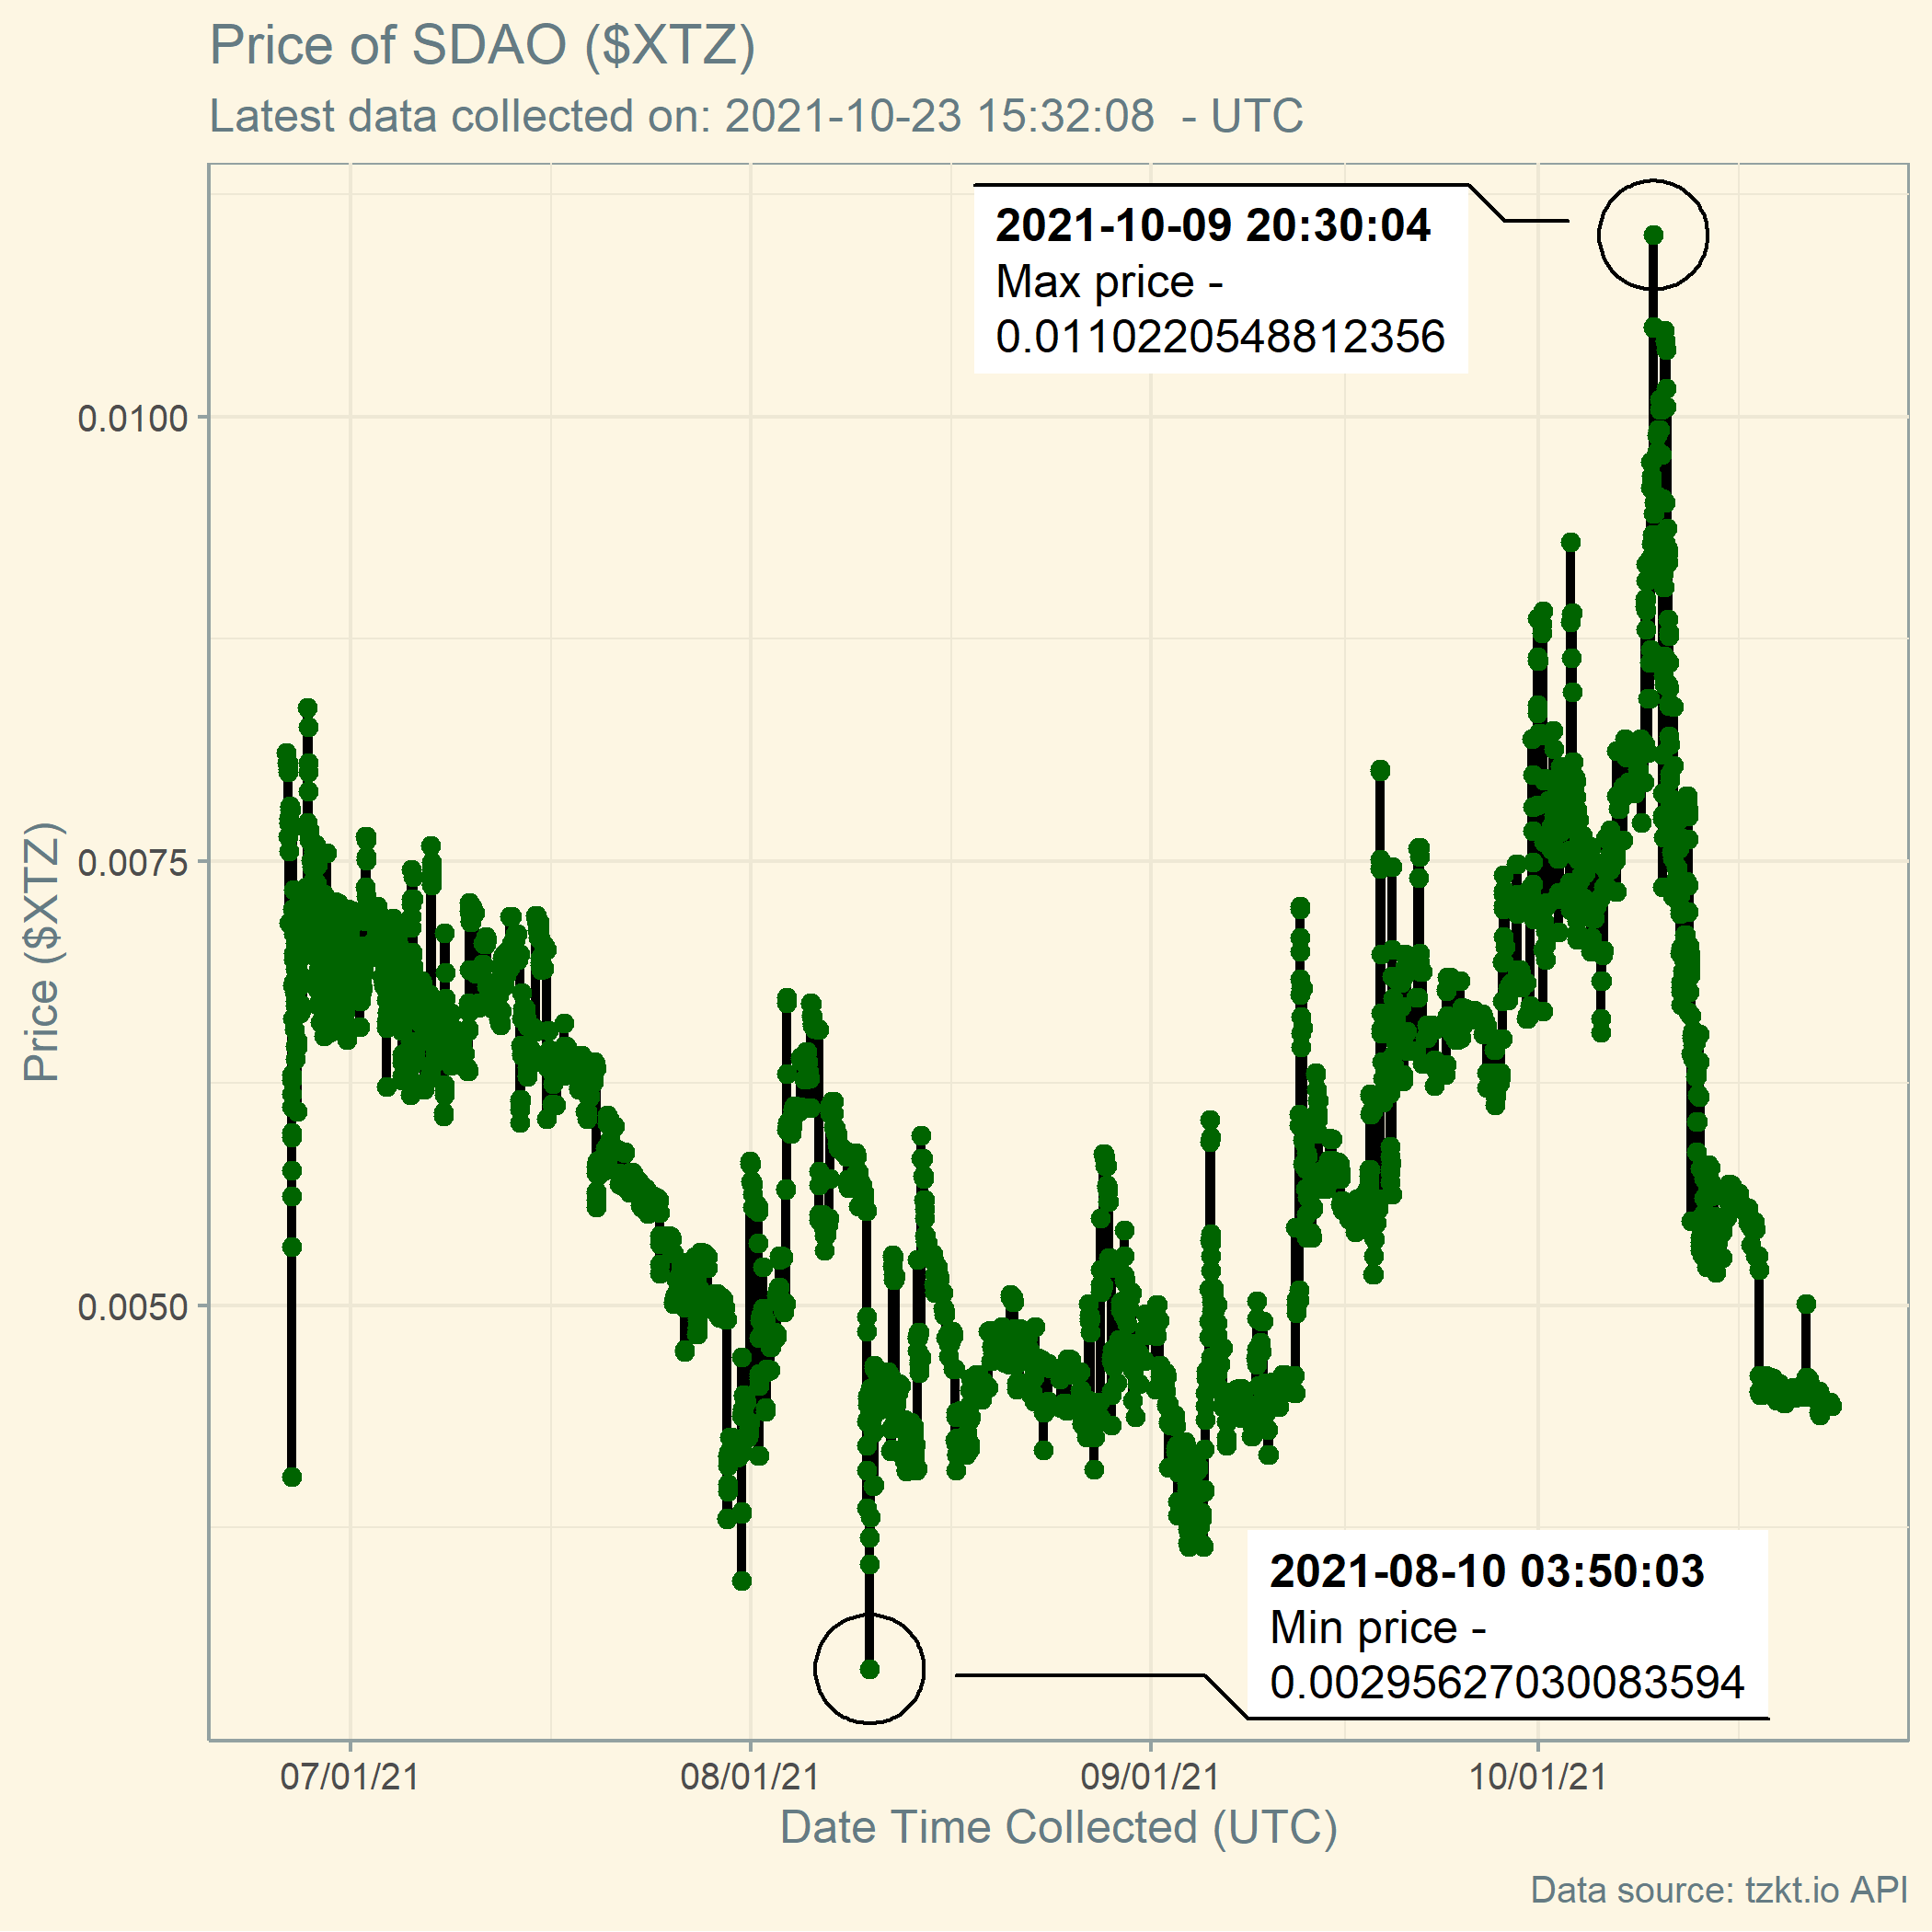 Price of SDAO ($XTZ)
Latest data collected on: 2021-10-23 15:32:08  - UTC
2021-10-09 20:30:04
Max price -
0.0110220548812356
0.0100
0.0075
0.0050
Price ($XTZ)
2021-08-10 03:50:03
Min price -
0.00295627030083594
07/01/21
08/01/21
09/01/21
10/01/21
Date Time Collected (UTC)
Data source: tzkt.io API